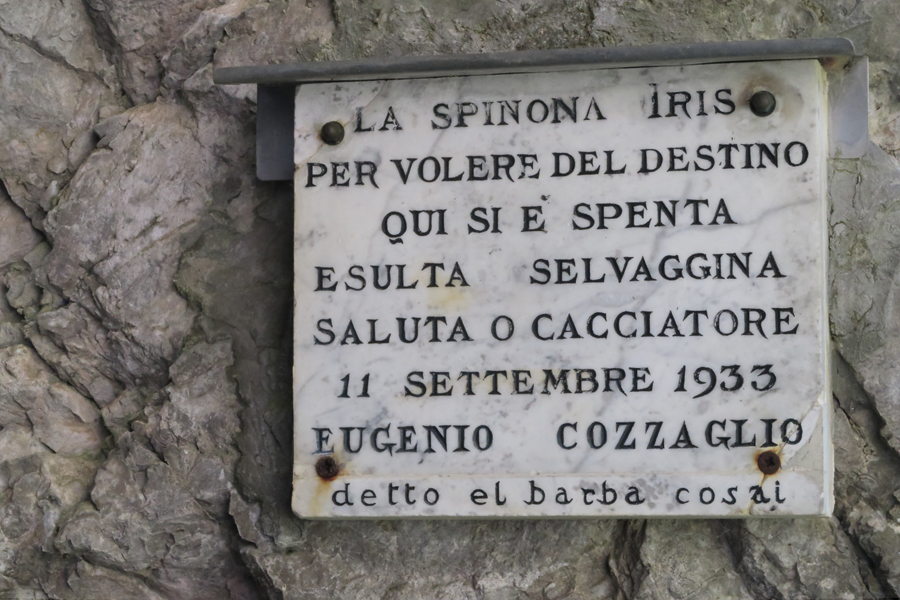 LA SPINONA IRIS
PER VOLERE DEL DESTINO
QUI SI E' SPENTA
ESULTA SELVAGGINA
SALUTA O CACCIATORE
11 SETTEMBRE 1933
EUGENIO COZZAGLIO
detto el barba cosai